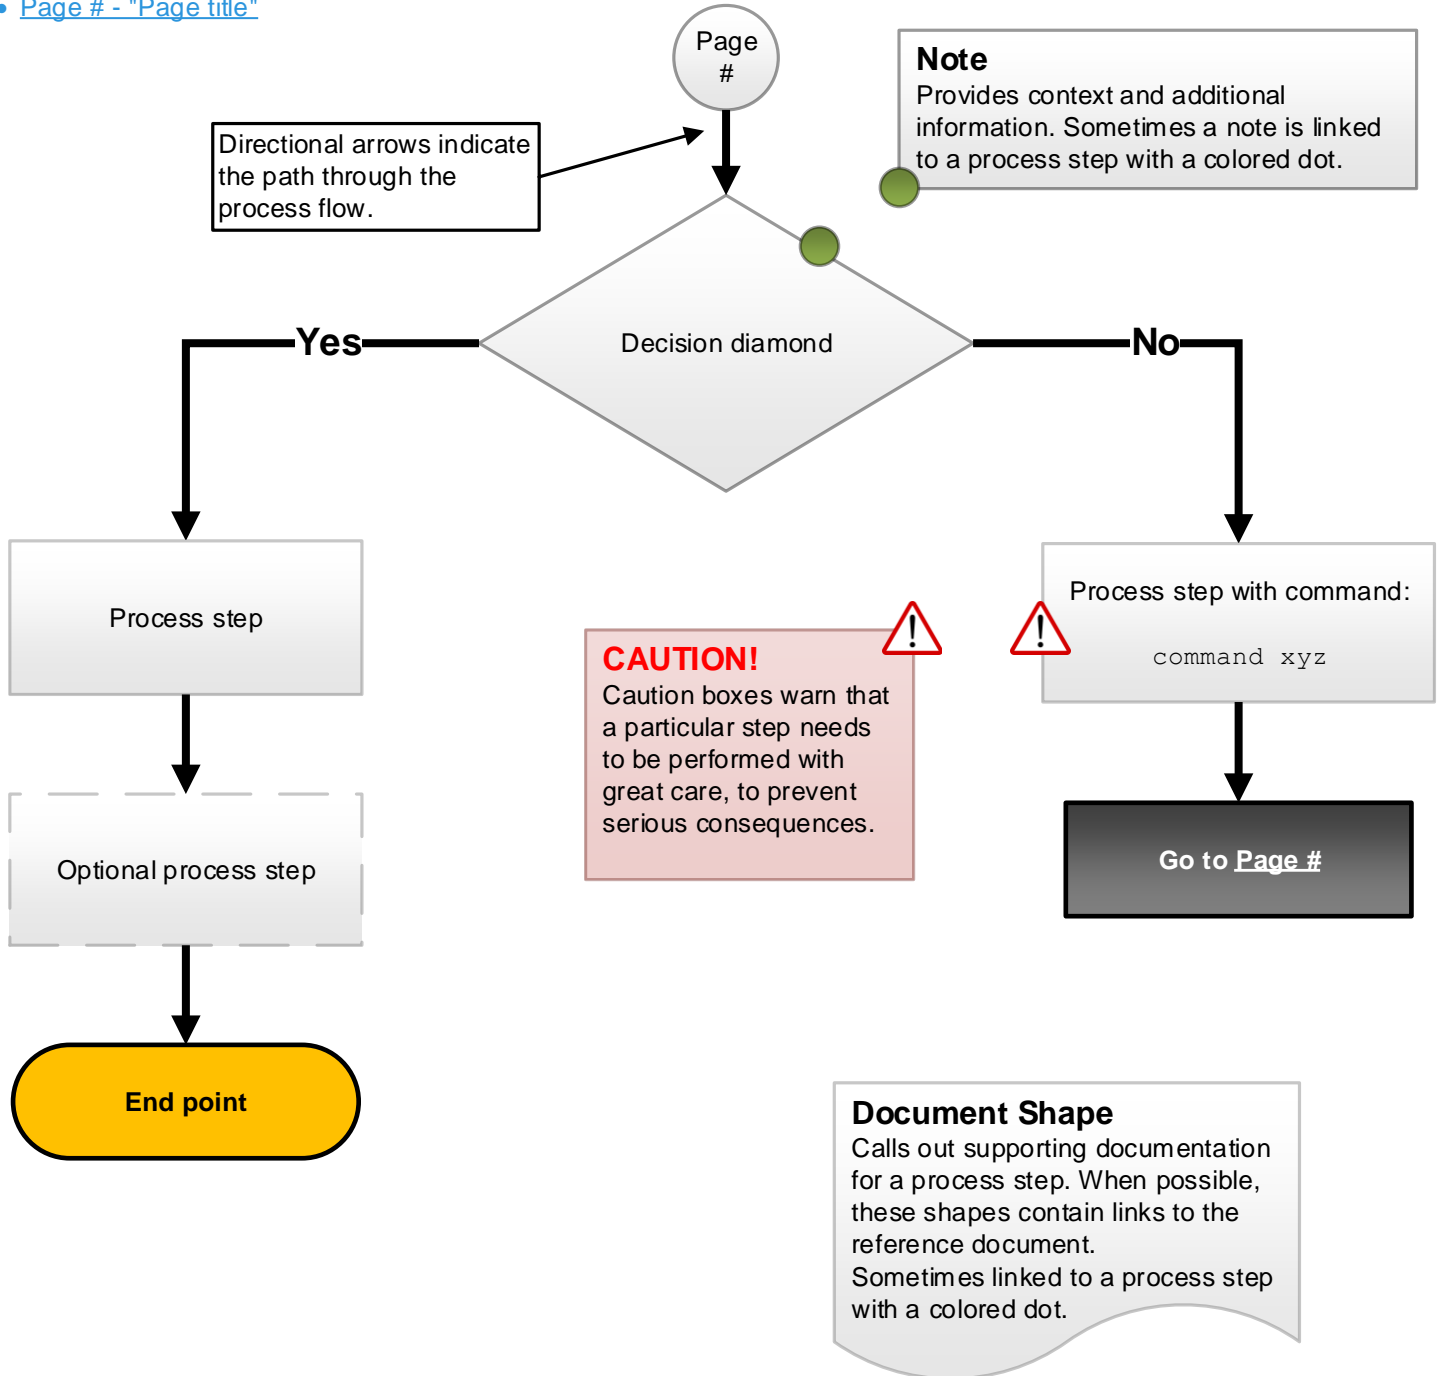 • Page # - "Page title"
Page
#
Note
Provides context and additional
information. Sometimes a note is linked
to a process step with a colored dot.
Directional arrows indicate
the path through the
process flow.
Decision diamond
Yes
No
Process step
Process step with command:
command xyz
CAUTION!
Caution boxes warn that
a particular step needs
to be performed with
great care, to prevent
serious consequences.
Optional process step
Go to Page #
End point
Document Shape
Calls out supporting documentation
for a process step. When possible,
these shapes contain links to the
reference document.
Sometimes linked to a process step
with a colored dot.